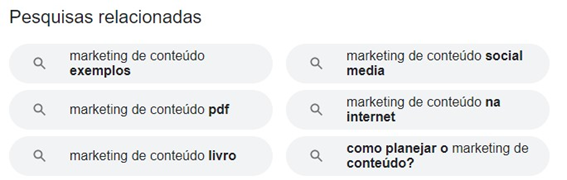 Pesquisas relacionadas
marketing de conteúdo
exemplos
marketing de conteúdo social
media
marketing de conteúdo pdf
marketing de conteúdo na
internet
marketing de conteúdo livro
como planejar o marketing de
conteúdo?